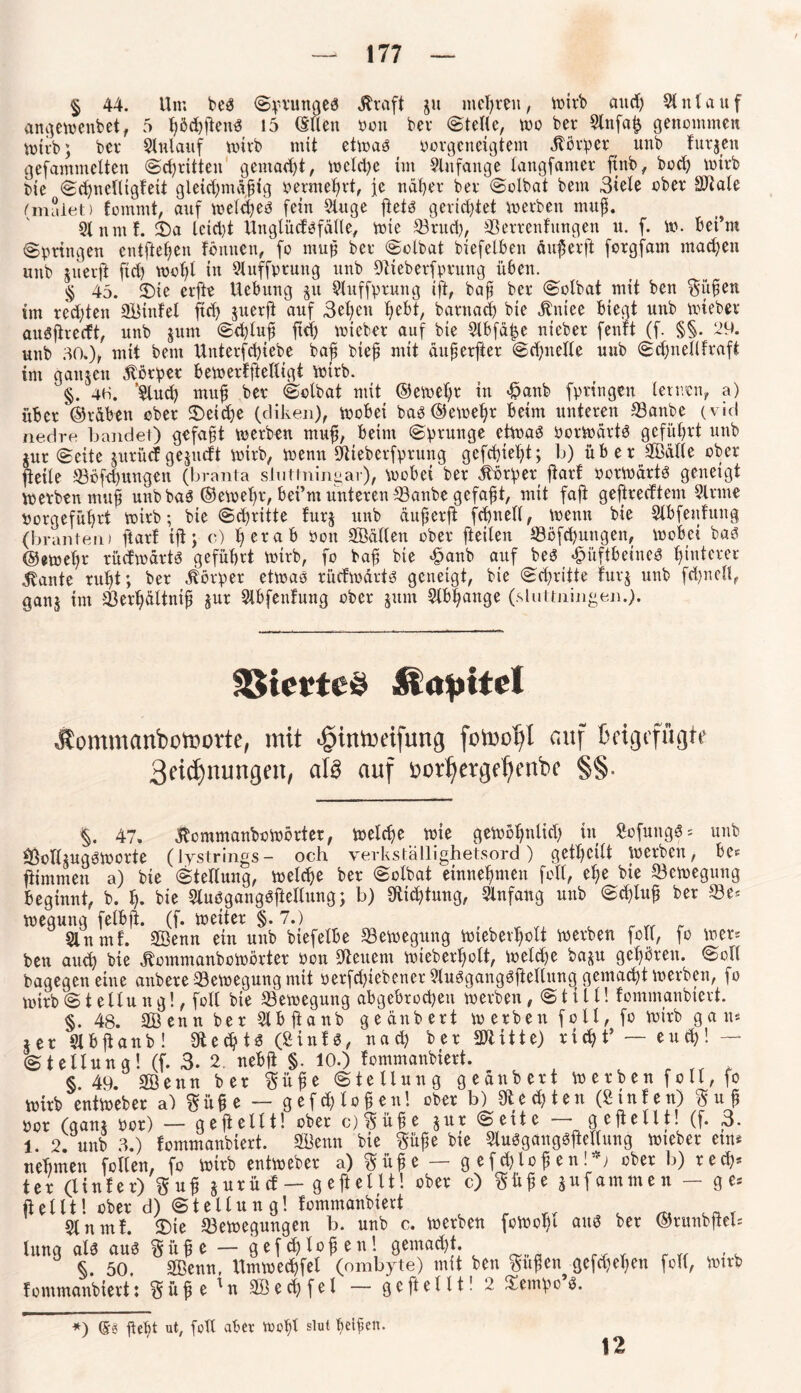 — 177 —
§ 44. Um des Sprunges Kraft zu mehren, wird auch Anlauf
angewendet, 5 höchstens 15 Ellen von der Stelle, wo der Ansatz genommen
wird; der Anlauf wird mit etwas vorgeneigtem Körper und kurzen
gesammelten Schritten gemacht, welche im Anfange langsamer sind, doch wird
die Schnelligkeit gleichmäßig vermehrt, je näher der Soldat dem Ziele oder Male
(målet) kommt, auf welches sein Auge stets gerichtet werden muß.
Anmk. Da leicht Unglücksfälle, wie Bruch, Verrenkungen u. s. w. bei'm
Springen entstehen können, so muß der Soldat dieselben äußerst sorgsam machen
und zuerst sich wohl in Aufsprung und Niedersprung üben.
§ 45. Die erste Uebung zu Aufsprung ist, daß der Soldat mit den Füßen
im rechten Winkel sich zuerst auf Zehen hebt, darnach die Kniee biegt und wieder
ausstreckt, und zum Schluß sich wieder auf die Absätze nieder senkt (s. §§. 29.
und 30.), mit dem Unterschiede daß dieß mit äußerster Schnelle und Schnellkraft
im ganzen Körper bewerkstelligt wird.
§. 46. Auch muß der Soldat mit Gewehr in Hand springen lernen, a)
über Gräben oder Deiche (diken), wobei das Gewehr beim unteren Bande (vid
nedre bandet) gefaßt werden muß, beim Sprunge etwas vorwärts geführt und
zur Seite zurück gezuckt wird, wenn Niedersprung geschieht; b) über Wälle oder
steile Böschungen (branta sluttningar), wobei der Körper stark vorwärts geneigt
werden muß und das Gewehr, bei'm unteren Bande gefaßt, mit fast gestrecktem Arme
vorgeführt wird; die Schritte kurz und äußerst schnell, wenn die Absenkung
(branten) stark ist; c) herab von Wällen oder steilen Böschungen, wobei das
Gewehr rückwärts geführt wird, so daß die Hand auf des Hüftbeines hinterer
Kante ruht; der Körper etwas rückwärts geneigt, die Schritte kurz und schnell,
ganz im Verhältniß zur Absenkung oder zum Abhange (sluttningen.).
Viertes Kapitel
Kommandoworte, mit Hinweisung sowohl auf beigefügte
Zeichnungen, als auf vorhergehende §§.
§. 47. Kommandowörter, welche wie gewöhnlich in Losungs= und
Vollzugsworte (lystrings- och verkställighetsord) getheilt werden, be=
stimmen a) die Stellung, welche der Soldat einnehmen soll, ehe die Bewegung
beginnt, d. h. die Ausgangsstellung; b) Richtung, Anfang und Schluß der Be=
wegung selbst. (s. weiter §. 7.)
Anmk. Wenn ein und dieselbe Bewegung wiederholt werden soll, so wer=
den auch die Kommandowörter von Neuem wiederholt, welche dazu gehören. Soll
dagegen eine andere Bewegung mit verschiedener Ausgangsstellung gemacht werden, so
wird Stellung!, soll die Bewegung abgebrochen werden, Still! kommandiert.
§. 48. Wenn der Abstand geändert werden soll, so wird gan=
zer Abstand! Rechts (Links, nach der Mitte) richt' — euch! —
Stellung! (s. Z. 2. nebst §. 10.) kommandiert.
§. 49. Wenn der Füße Stellung geändert werden soll, so
wird entweder a) Füße — geschloßen! oder b) Rechten (Linken) Fuß
vor (ganz vor) — gestellt! oder c) Füße zur Seite — gestellt! (s. Z.
1. 2. und 3.) kommandiert. Wenn die Füße die Ausgangsstellung wieder ein=
nehmen sollen, so wird entweder a) Füße — geschloßen!*) oder b) rech=
ter (linker) Fuß zurück — gestellt! oder c) Füße zusammen — ge=
stellt! oder d) Stellung! kommandiert
Anmk. Die Bewegungen b. und c. werden sowohl aus der Grundstel=
lung als aus Füße — geschloßen! gemacht.
§. 50. Wenn, Umwechsel (ombyte) mit den Füßen geschehen soll, wird
kommandiert: Füße in Wechsel — gestellt! 2 Tempo's.
*) Es steht ut, soll aber wohl slut heißen.
12